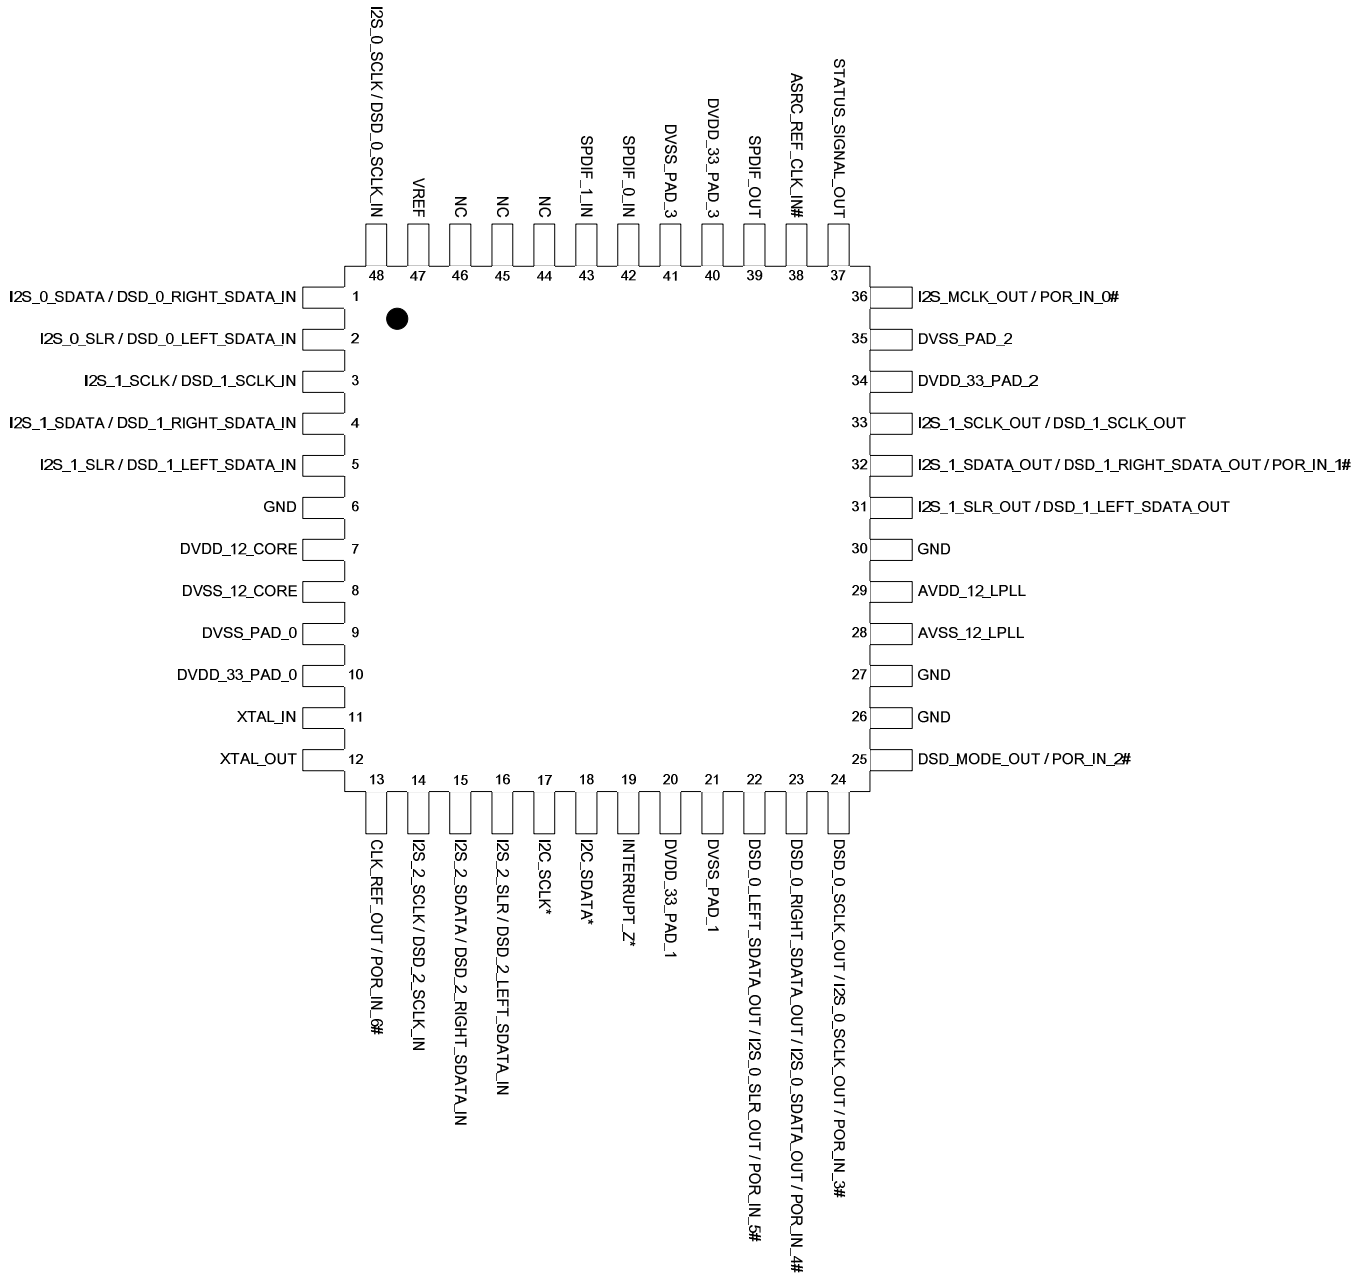 I2S_0_SCLK / DSD_0_SCLK_IN
VREF
NC
NC
NC
SPDIF_1_IN
SPDIF_0_IN
DVSS_PAD_3
DVDD_33_PAD_3
SPDIF_OUT
ASRC_REF_CLK_IN#
STATUS_SIGNAL_OUT
48 47 46 45 44 43 42 41 40 39 38 37
I2S_0_SDATA / DSD_0_RIGHT_SDATA_IN 1
I2S_0_SLR / DSD_0_LEFT_SDATA_IN 2
I2S_1_SCLK / DSD_1_SCLK_IN 3
I2S_1_SDATA / DSD_1_RIGHT_SDATA_IN 4
I2S_1_SLR / DSD_1_LEFT_SDATA_IN 5
GND 6
DVDD_12_CORE 7
DVSS_12_CORE 8
DVSS_PAD_0 9
DVDD_33_PAD_0 10
XTAL_IN 11
XTAL_OUT 12
36 I2S_MCLK_OUT / POR_IN_0#
35 DVSS_PAD_2
34 DVDD_33_PAD_2
33 I2S_1_SCLK_OUT / DSD_1_SCLK_OUT
32 I2S_1_SDATA_OUT / DSD_1_RIGHT_SDATA_OUT / POR_IN_1#
31 I2S_1_SLR_OUT / DSD_1_LEFT_SDATA_OUT
30 GND
29 AVDD_12_LPLL
28 AVSS_12_LPLL
27 GND
26 GND
25 DSD_MODE_OUT / POR_IN_2#
13 14 15 16 17 18 19 20 21 22 23 24
CLK_REF_OUT / POR_IN_6#
I2S_2_SCLK / DSD_2_SCLK_IN
I2S_2_SDATA / DSD_2_RIGHT_SDATA_IN
I2S_2_SLR / DSD_2_LEFT_SDATA_IN
I2C_SCLK*
I2C_SDATA*
INTERRUPT_Z*
DVDD_33_PAD_1
DVSS_PAD_1
DSD_0_LEFT_SDATA_OUT / I2S_0_SLR_OUT / POR_IN_5#
DSD_0_RIGHT_SDATA_OUT / I2S_0_SDATA_OUT / POR_IN_4#
DSD_0_SCLK_OUT / I2S_0_SCLK_OUT / POR_IN_3#